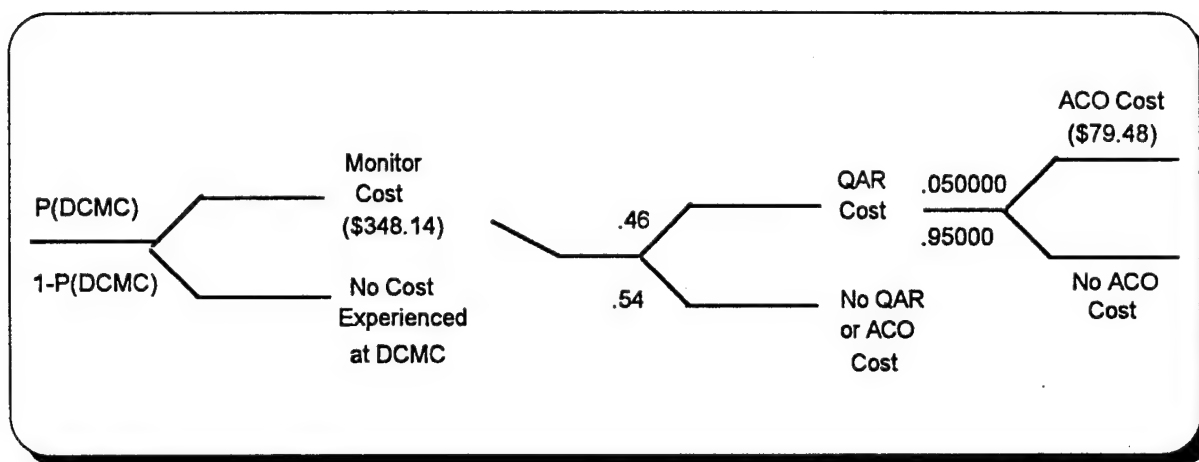 P(DCMC)
1-P(DCMC)
Monitor
Cost
($348.14)
No Cost
Experienced
at DCMC
.46
.54
QAR
Cost
No QAR
or ACO
Cost
.050000
.95000
ACO Cost
($79.48)
No ACO
Cost